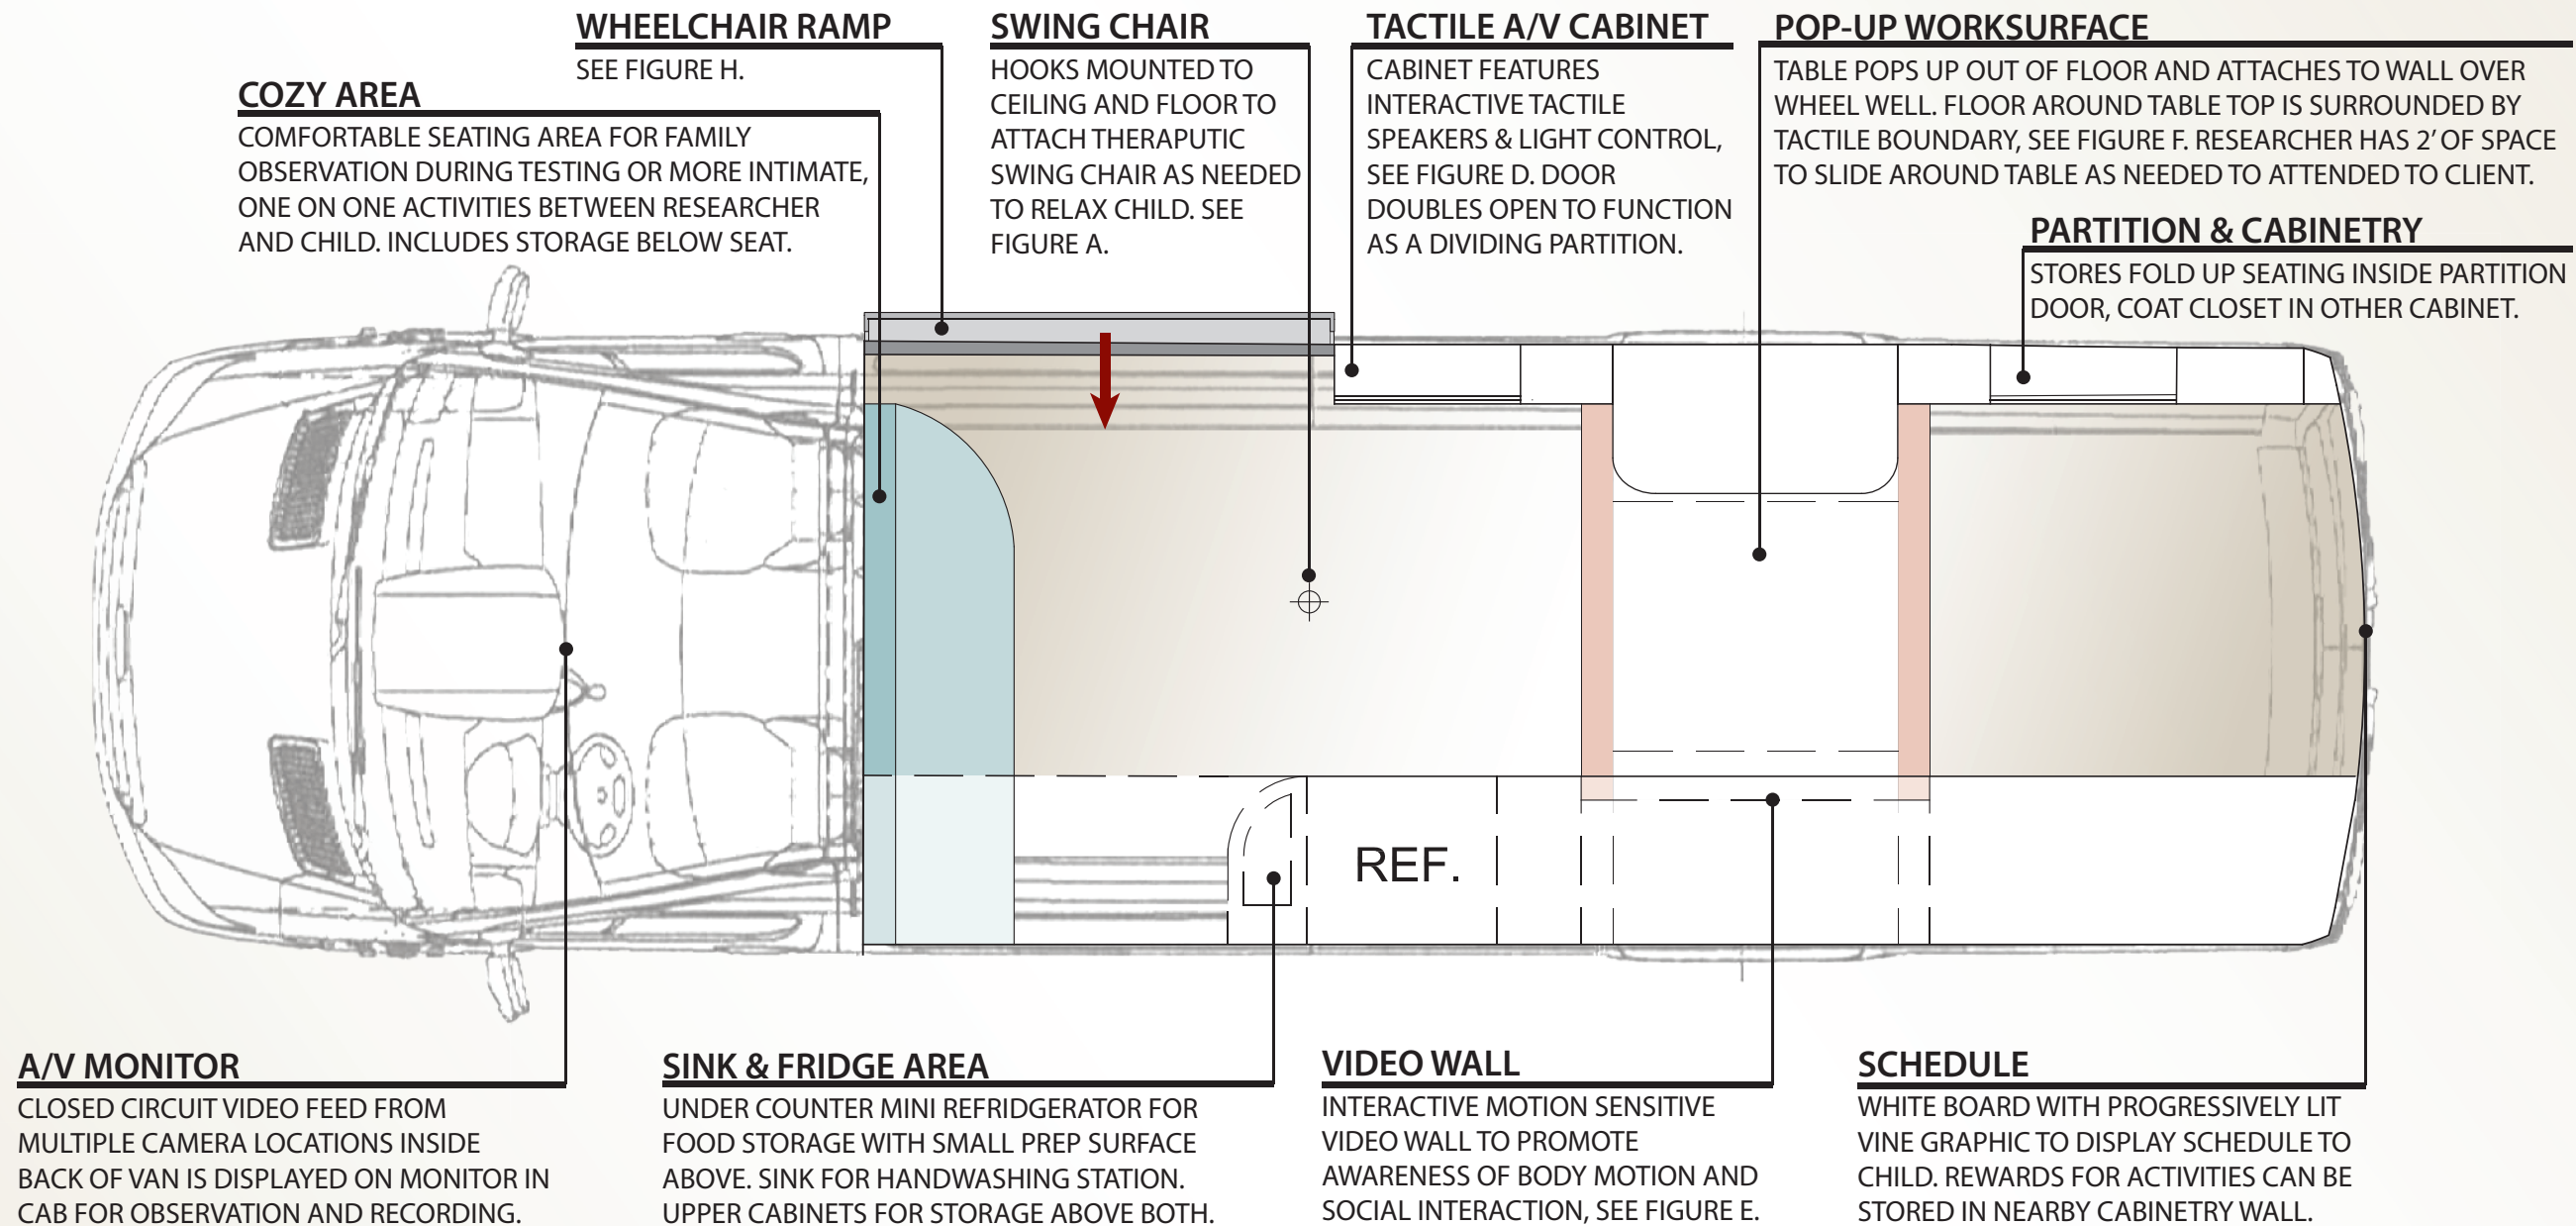 WHEELCHAIR RAMP
SEE FIGURE H.
SWING CHAIR
HOOKS MOUNTED TO
CEILING AND FLOOR TO
ATTACH THERAPUTIC
SWING CHAIR AS NEEDED
TO RELAX CHILD. SEE
FIGURE A.
TACTILE A/V CABINET
CABINET FEATURES
INTERACTIVE TACTILE
SPEAKERS & LIGHT CONTROL,
SEE FIGURE D. DOOR
DOUBLES OPEN TO FUNCTION
AS A DIVIDING PARTITION.
POP-UP WORKSURFACE
TABLE POPS UP OUT OF FLOOR AND ATTACHES TO WALL OVER
WHEEL WELL. FLOOR AROUND TABLE TOP IS SURROUNDED BY
TACTILE BOUNDARY, SEE FIGURE F. RESEARCHER HAS 2' OF SPACE
TO SLIDE AROUND TABLE AS NEEDED TO ATTENDED TO CLIENT.
COZY AREA
COMFORTABLE SEATING AREA FOR FAMILY
OBSERVATION DURING TESTING OR MORE INTIMATE,
ONE ON ONE ACTIVITIES BETWEEN RESEARCHER
AND CHILD. INCLUDES STORAGE BELOW SEAT.
PARTITION & CABINETRY
STORES FOLD UP SEATING INSIDE PARTITION
DOOR, COAT CLOSET IN OTHER CABINET.
REF.
A/V MONITOR
CLOSED CIRCUIT VIDEO FEED FROM
MULTIPLE CAMERA LOCATIONS INSIDE
BACK OF VAN IS DISPLAYED ON MONITOR IN
CAB FOR OBSERVATION AND RECORDING.
SINK & FRIDGE AREA
UNDER COUNTER MINI REFRIDGERATOR FOR
FOOD STORAGE WITH SMALL PREP SURFACE
ABOVE. SINK FOR HANDWASHING STATION.
UPPER CABINETS FOR STORAGE ABOVE BOTH.
VIDEO WALL
INTERACTIVE MOTION SENSITIVE
VIDEO WALL TO PROMOTE
AWARENESS OF BODY MOTION AND
SOCIAL INTERACTION, SEE FIGURE E.
SCHEDULE
WHITE BOARD WITH PROGRESSIVELY LIT
VINE GRAPHIC TO DISPLAY SCHEDULE TO
CHILD. REWARDS FOR ACTIVITIES CAN BE
STORED IN NEARBY CABINETRY WALL.